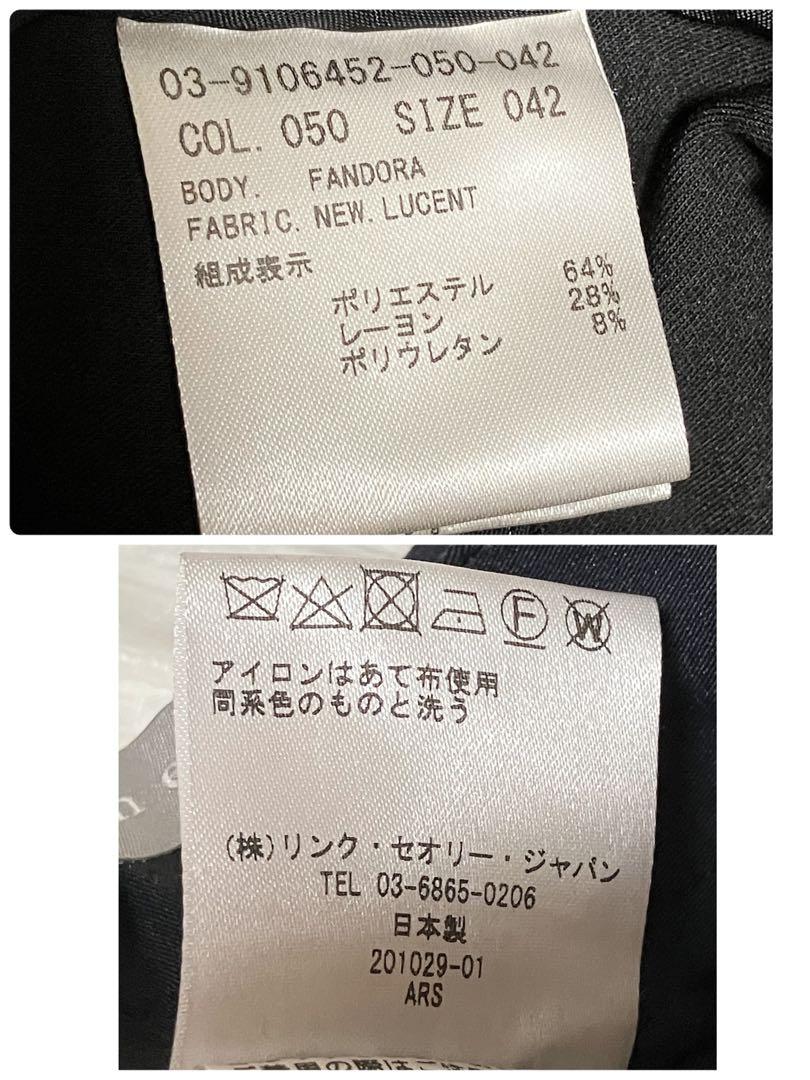 03-9106452-050-042
COL. 050 SIZE 042
BODY. FANDORA
FABRIC. NEW. LUCENT
組成表示
ポリエステル 64%
レーヨン 28%
ポリウレタン 8%
F W
アイロンはあて布使用
同系色のものと洗う
(株)リンク・セオリー・ジャパン
TEL 03-6865-0206
日本製
201029-01
ARS